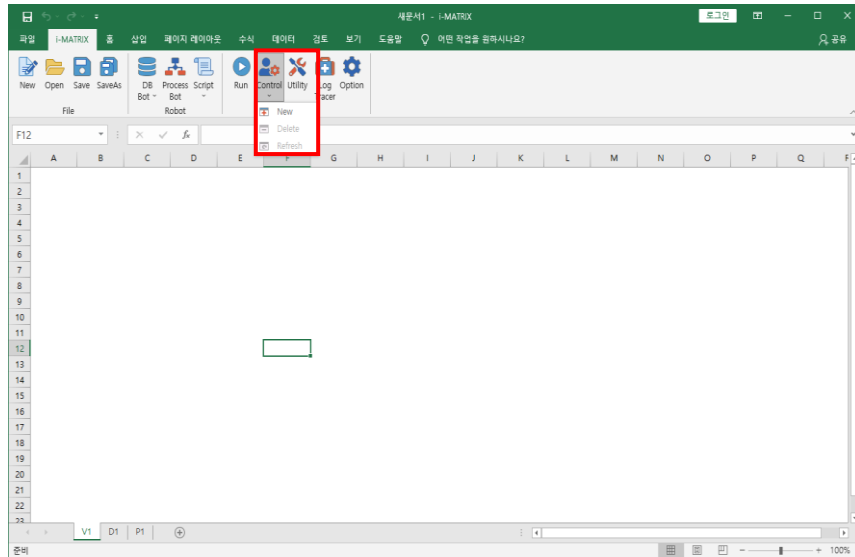 새문서1 - i-MATRIX
로그인
파일 i-MATRIX 홈 삽입 페이지 레이아웃 수식 데이터 검토 보기 도움말 어떤 작업을 원하시나요? 공유
New Open Save SaveAs DB Bot Process Bot Script Run Control Utility Log Tracer Option
File Robot
New
Delete
Refresh
F12 fx
A B C D E F G H I J K L M N O P Q
1
2
3
4
5
6
7
8
9
10
11
12
13
14
15
16
17
18
19
20
21
22
23
V1 D1 P1
준비 100%